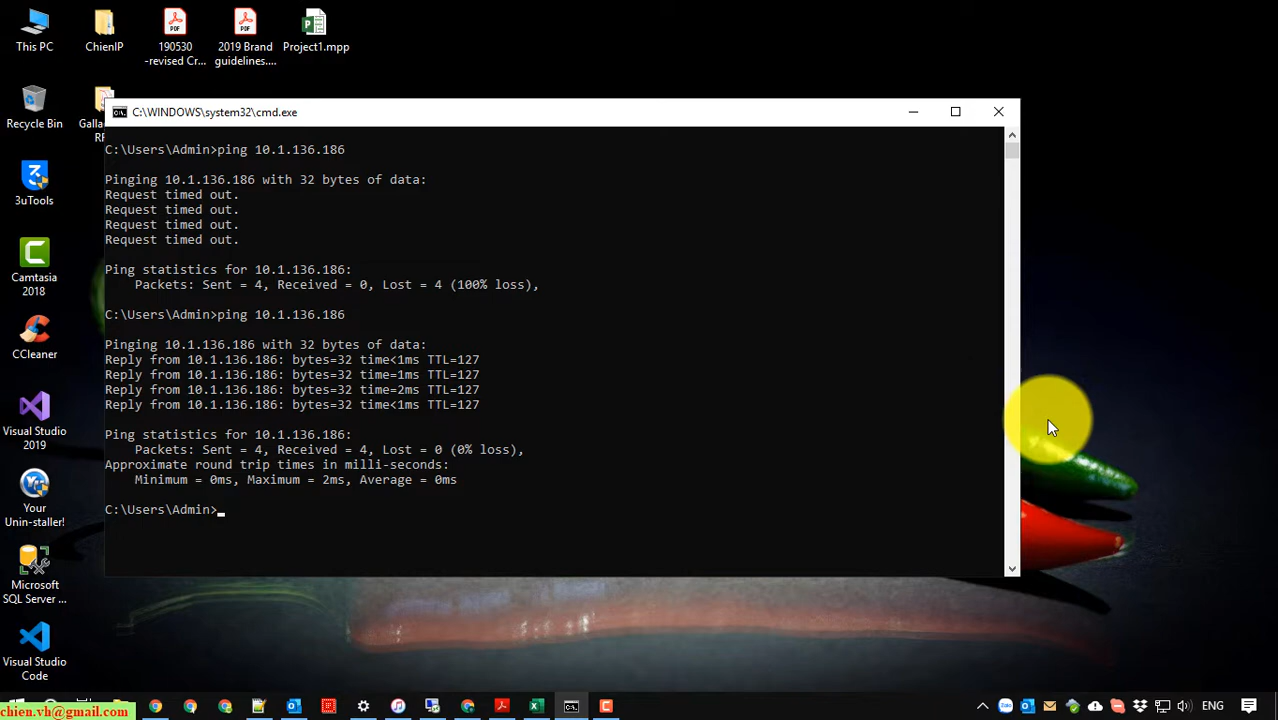 This PC
ChienIP
190530
-revised Cr...
2019 Brand
guidelines....
Project1.mpp
Recycle Bin
Galla
RF
3uTools
Camtasia
2018
CCleaner
Visual Studio
2019
Your
Unin-staller!
Microsoft
SQL Server ...
Visual Studio
Code
C:\WINDOWS\system32\cmd.exe
C:\Users\Admin>ping 10.1.136.186
Pinging 10.1.136.186 with 32 bytes of data:
Request timed out.
Request timed out.
Request timed out.
Request timed out.
Ping statistics for 10.1.136.186:
Packets: Sent = 4, Received = 0, Lost = 4 (100% loss),
C:\Users\Admin>ping 10.1.136.186
Pinging 10.1.136.186 with 32 bytes of data:
Reply from 10.1.136.186: bytes=32 time<1ms TTL=127
Reply from 10.1.136.186: bytes=32 time=1ms TTL=127
Reply from 10.1.136.186: bytes=32 time=2ms TTL=127
Reply from 10.1.136.186: bytes=32 time<1ms TTL=127
Ping statistics for 10.1.136.186:
Packets: Sent = 4, Received = 4, Lost = 0 (0% loss),
Approximate round trip times in milli-seconds:
Minimum = 0ms, Maximum = 2ms, Average = 0ms
C:\Users\Admin>
chien.vh@gmail.com
ENG